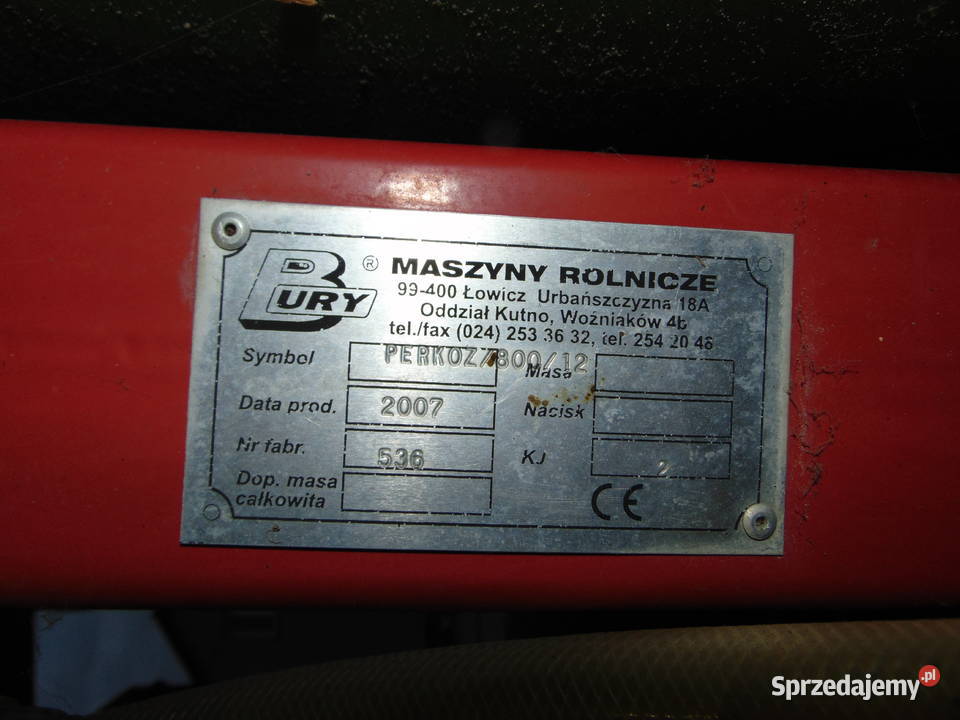 BURY ® MASZYNY ROLNICZE
99-400 Łowicz Urbańszczyzna 18A
Oddział Kutno, Woźniaków 4b
tel./fax (024) 253 36 32, tel. 254 20 46
Symbol PERKOZ/800/12 Masa
Data prod. 2007 Nacisk
Nr fabr. 536 KJ 2
Dop. masa
całkowita
CE
Sprzedajemy.pl